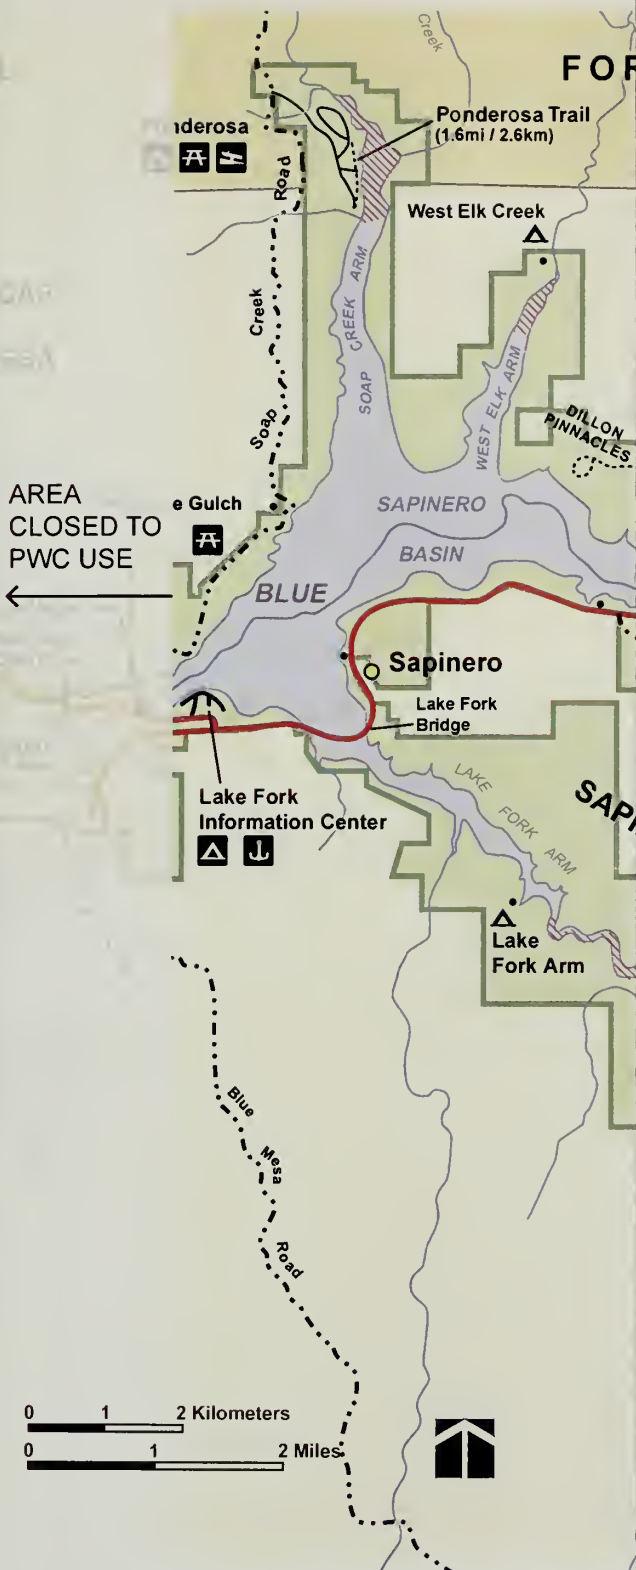 Creek
FOR
nderosa
Ponderosa Trail
(1.6mi / 2.6km)
Road
West Elk Creek
Creek
SOAP CREEK ARM
WEST ELK ARM
Soap
DILLON
PINNACLES
AREA
CLOSED TO
PWC USE
e Gulch
SAPINERO
BASIN
BLUE
Sapinero
Lake Fork
Bridge
Lake Fork
Information Center
LAKE FORK ARM
SAPI
Lake
Fork Arm
Blue
Mesa
Road
0 1 2 Kilometers
0 1 2 Miles